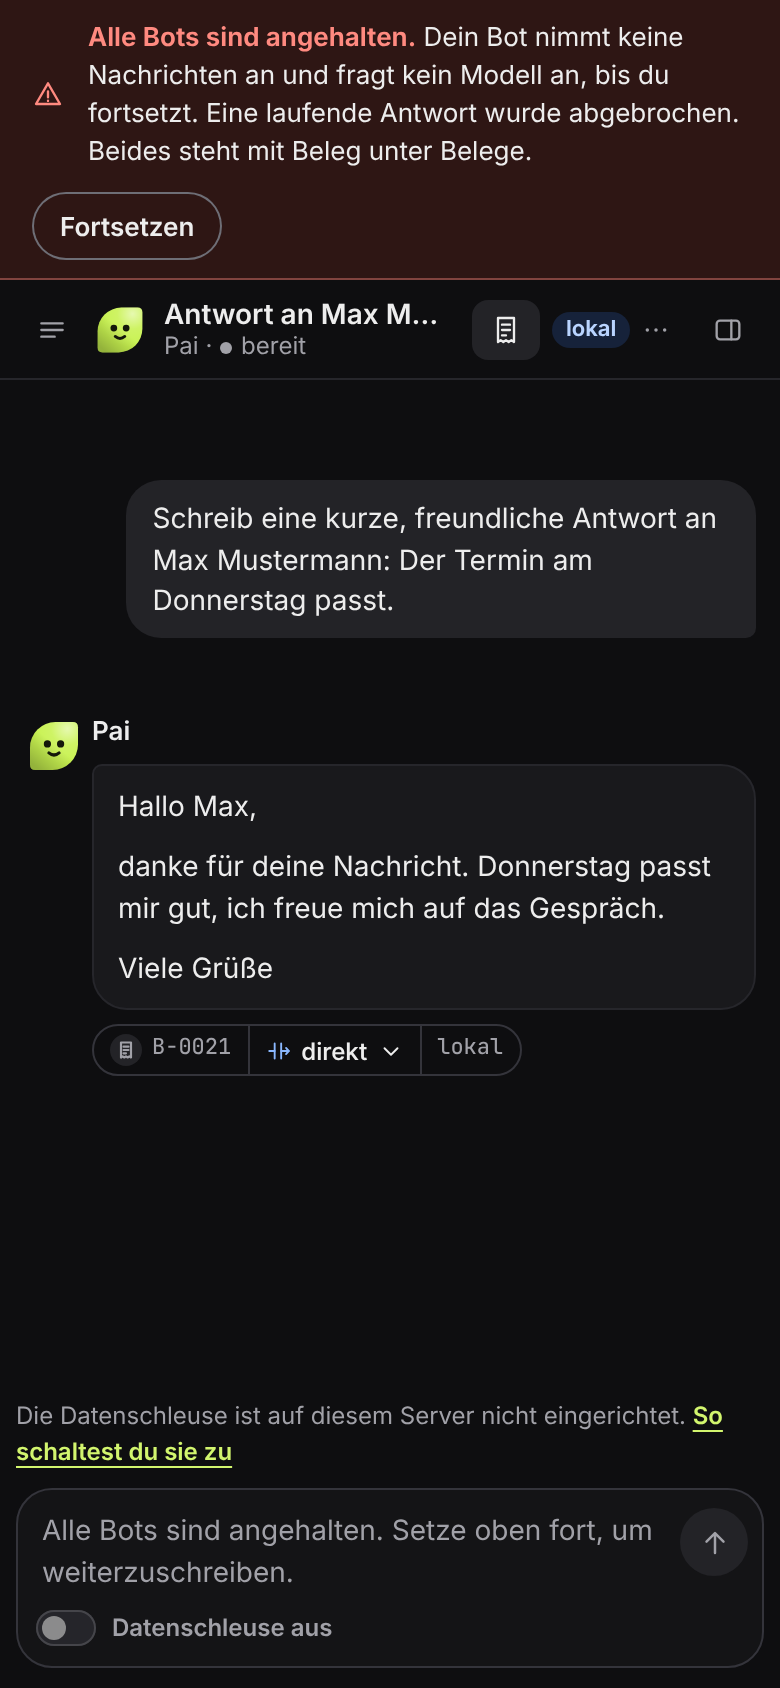 Alle Bots sind angehalten. Dein Bot nimmt keine
Nachrichten an und fragt kein Modell an, bis du
fortsetzt. Eine laufende Antwort wurde abgebrochen.
Beides steht mit Beleg unter Belege.
Fortsetzen
Antwort an Max M...
lokal
Pai · bereit
Schreib eine kurze, freundliche Antwort an
Max Mustermann: Der Termin am
Donnerstag passt.
Pai
Hallo Max,
danke für deine Nachricht. Donnerstag passt
mir gut, ich freue mich auf das Gespräch.
Viele Grüße
B-0021 direkt lokal
Die Datenschleuse ist auf diesem Server nicht eingerichtet. So
schaltest du sie zu
Alle Bots sind angehalten. Setze oben fort, um
weiterzuschreiben.
Datenschleuse aus